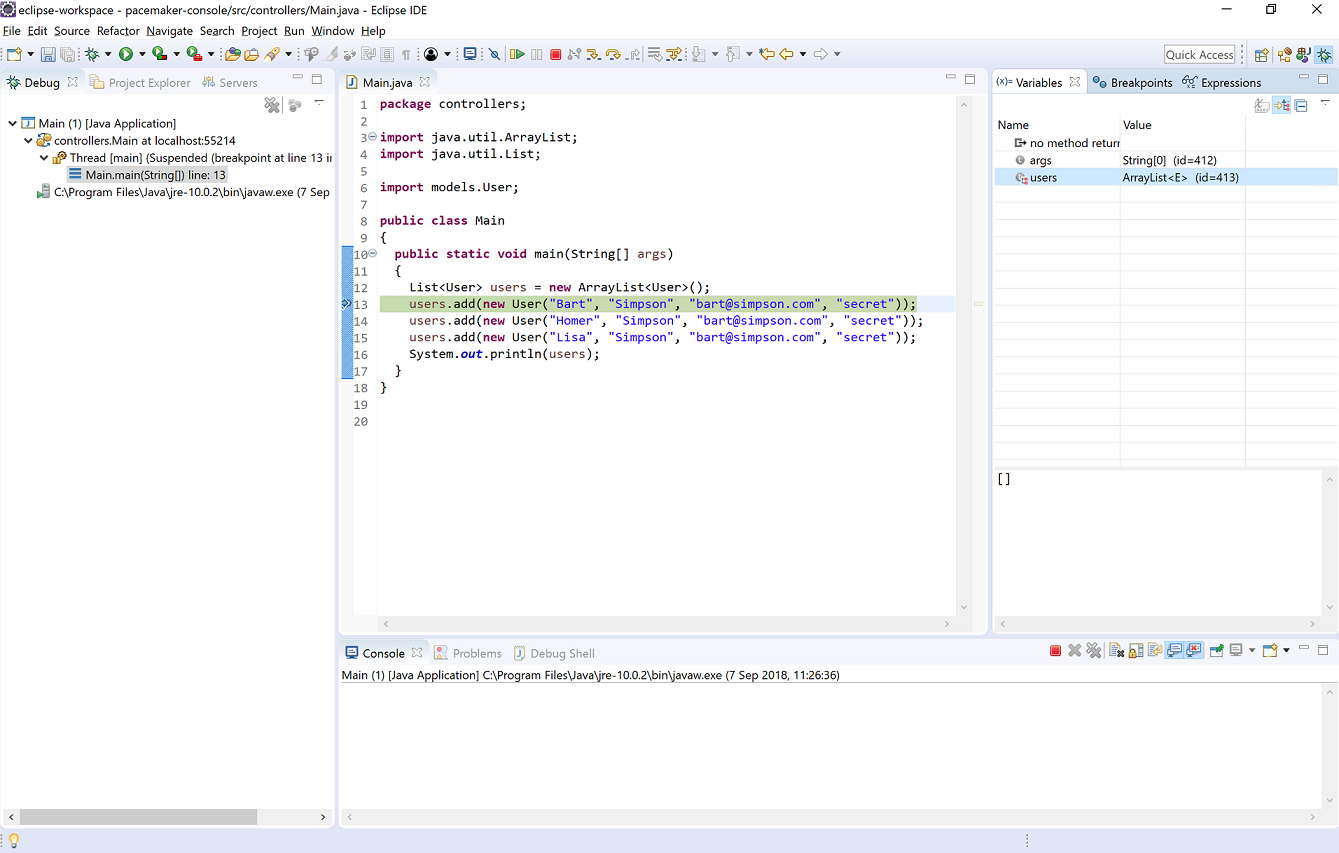 eclipse-workspace - pacemaker-console/src/controllers/Main.java - Eclipse IDE
File Edit Source Refactor Navigate Search Project Run Window Help
Quick Access
Debug Project Explorer Servers
Main (1) [Java Application]
controllers.Main at localhost:55214
Thread [main] (Suspended (breakpoint at line 13 in
Main.main(String[]) line: 13
C:\Program Files\Java\jre-10.0.2\bin\javaw.exe (7 Sep
Main.java
1 package controllers;
2
3 import java.util.ArrayList;
4 import java.util.List;
5
6 import models.User;
7
8 public class Main
9 {
10 public static void main(String[] args)
11 {
12 List<User> users = new ArrayList<User>();
13 users.add(new User("Bart", "Simpson", "bart@simpson.com", "secret"));
14 users.add(new User("Homer", "Simpson", "bart@simpson.com", "secret"));
15 users.add(new User("Lisa", "Simpson", "bart@simpson.com", "secret"));
16 System.out.println(users);
17 }
18 }
19
20
(x)= Variables Breakpoints Expressions
Name Value
no method return
args String[0] (id=412)
users ArrayList<E> (id=413)
[]
Console Problems Debug Shell
Main (1) [Java Application] C:\Program Files\Java\jre-10.0.2\bin\javaw.exe (7 Sep 2018, 11:26:36)